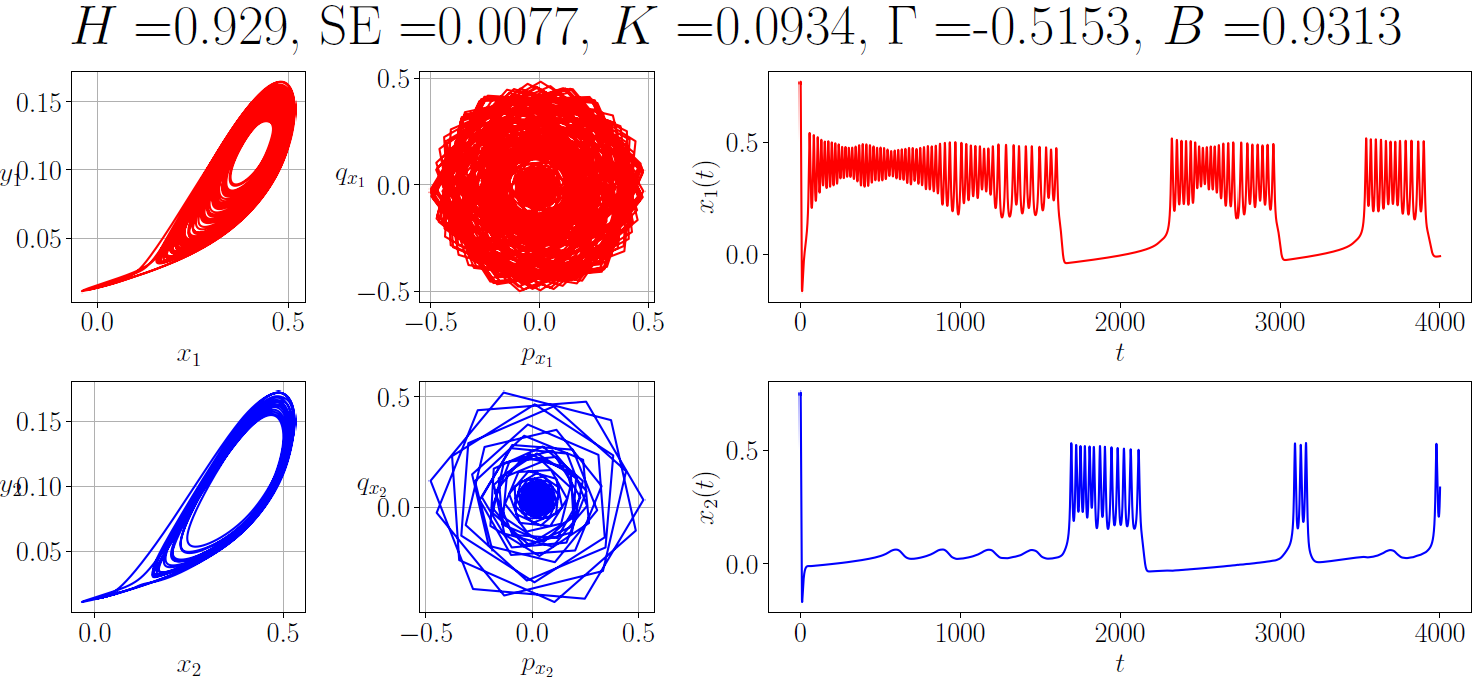 H =0.929, SE =0.0077, K =0.0934, Γ =-0.5153, B =0.9313
0.15
0.10
0.05
y₁
0.0 0.5
x₁
0.5
0.0
−0.5
qₓ₁
−0.5 0.0 0.5
pₓ₁
0.5
0.0
x₁(t)
0 1000 2000 3000 4000
t
0.15
0.10
0.05
y₂
0.0 0.5
x₂
0.5
0.0
qₓ₂
−0.5 0.0 0.5
pₓ₂
0.5
0.0
x₂(t)
0 1000 2000 3000 4000
t